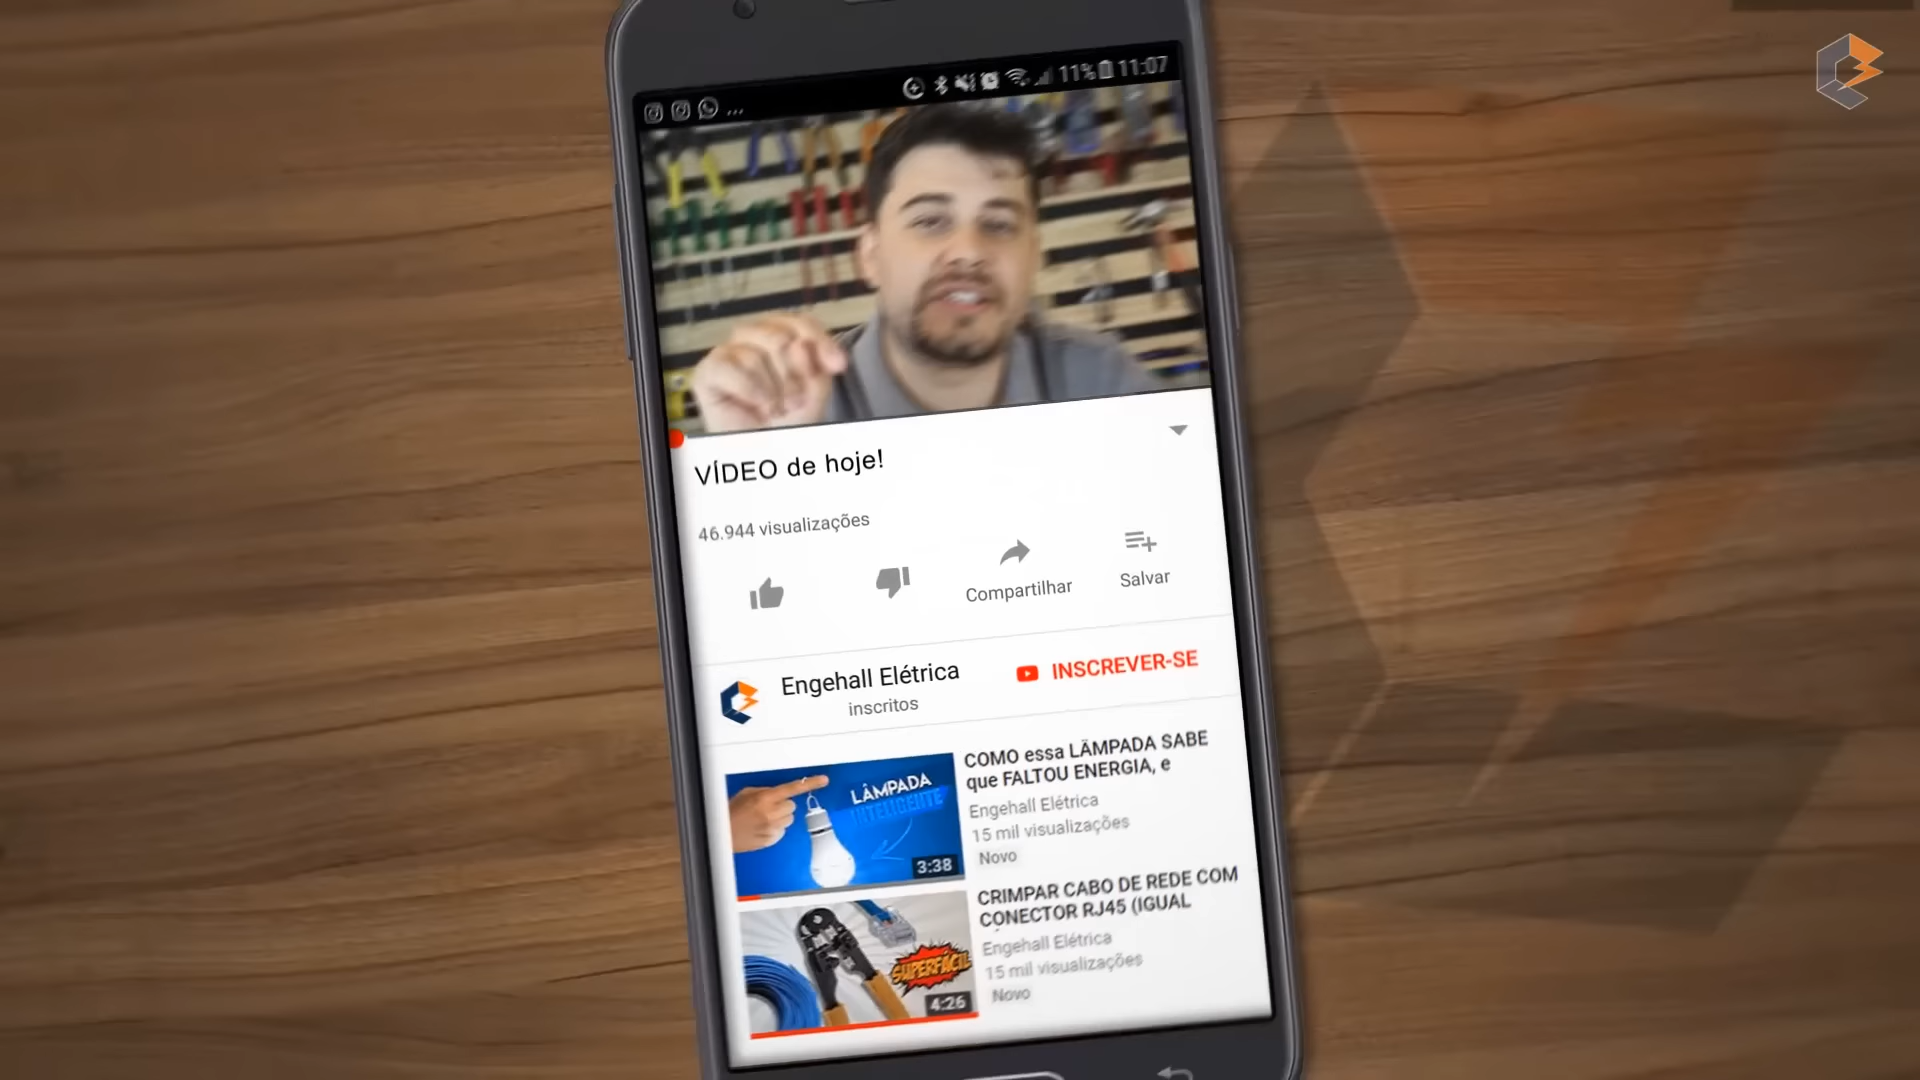 11% 11:07
VÍDEO de hoje!
46.944 visualizações
Compartilhar
Salvar
Engehall Elétrica
inscritos
INSCREVER-SE
LÂMPADA
INTELIGENTE
3:38
COMO essa LÂMPADA SABE
que FALTOU ENERGIA, e
Engehall Elétrica
15 mil visualizações
Novo
SUPERFÁCIL
4:26
CRIMPAR CABO DE REDE COM
CONECTOR RJ45 (IGUAL
Engehall Elétrica
15 mil visualizações
Novo